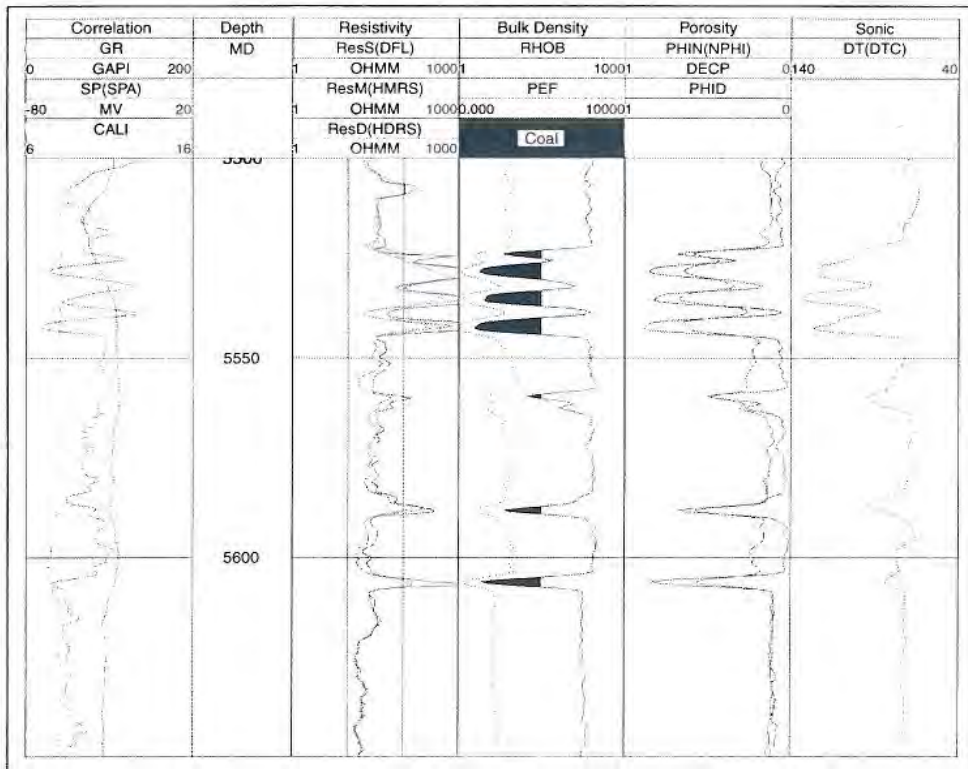 Correlation Depth Resistivity Bulk Density Porosity Sonic
GR MD ResS(DFL) RHOB PHIN(NPHI) DT(DTC)
0 GAPI 200 1 OHMM 1000 1 1000 1 DECP 0 140 40
SP(SPA) ResM(HMRS) PEF PHID
-80 MV 20 1 OHMM 1000 0.000 10000 1 0
CALI ResD(HDRS) Coal
6 16 1 OHMM 1000
5500
5550
5600